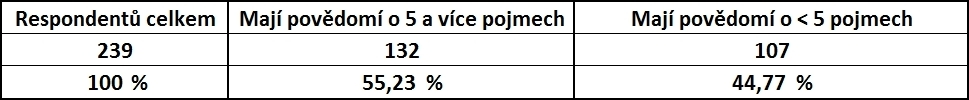 Respondentů celkem Mají povědomí o 5 a více pojmech Mají povědomí o < 5 pojmech
239 132 107
100 % 55,23 % 44,77 %